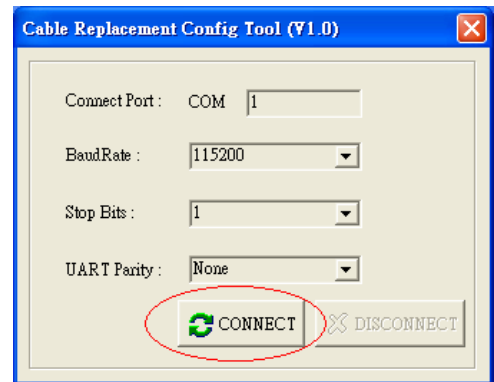 Cable Replacement Config Tool (V1.0)
Connect Port : COM 1
BaudRate : 115200
Stop Bits : 1
UART Parity : None
CONNECT DISCONNECT